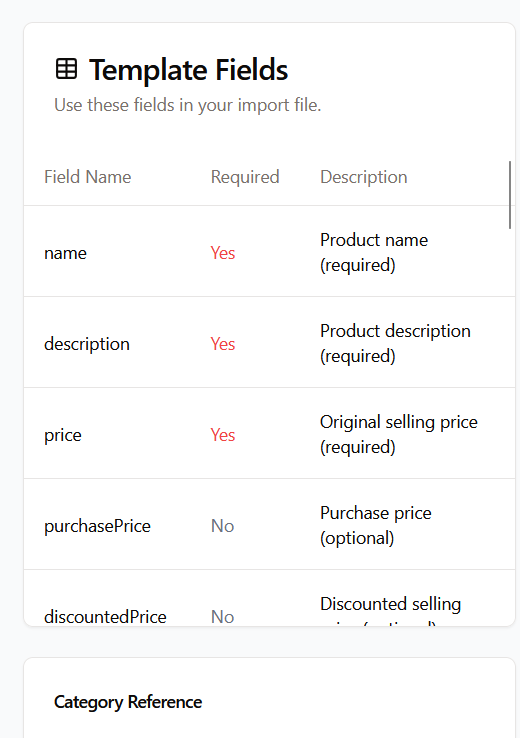 Template Fields
Use these fields in your import file.
Field Name Required Description
name Yes Product name (required)
description Yes Product description (required)
price Yes Original selling price (required)
purchasePrice No Purchase price (optional)
discountedPrice No Discounted selling
Category Reference